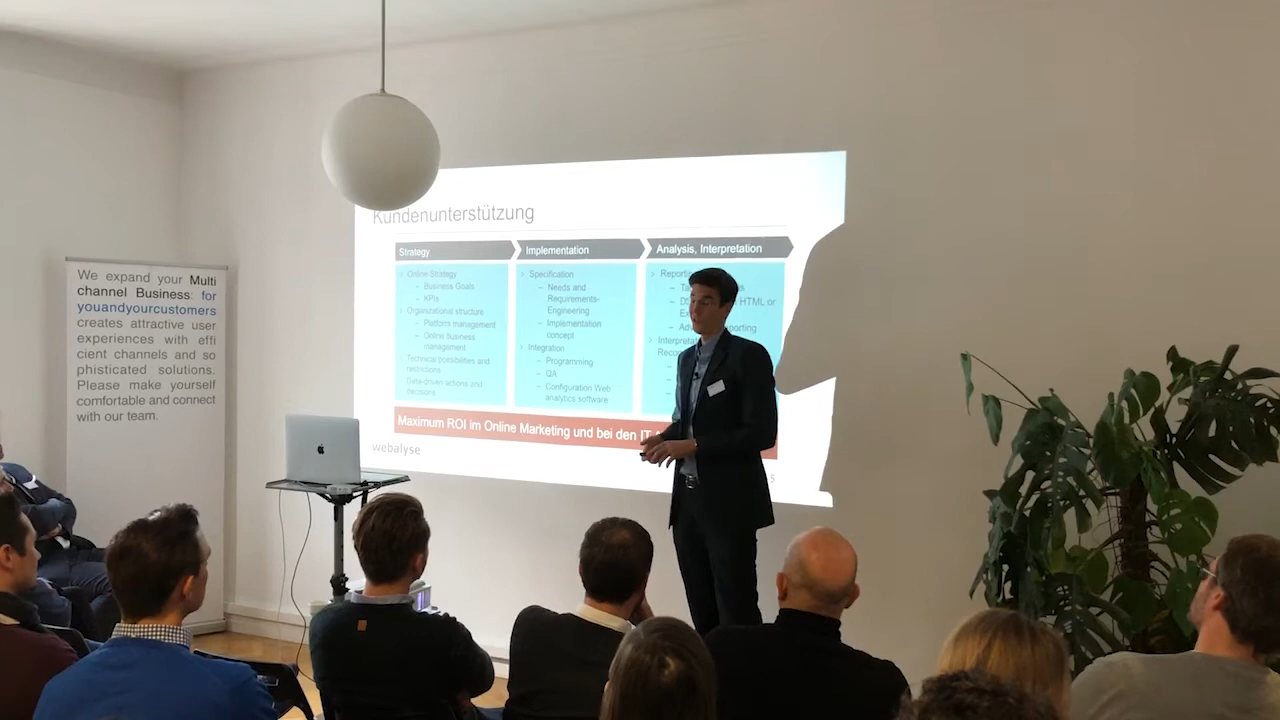 We expand your Multi
channel Business: for
youandyourcustomers
creates attractive user
experiences with effi
cient channels and so
phisticated solutions.
Please make yourself
comfortable and connect
with our team.
Kundenunterstützung
Strategy
Online-Strategy
Business Goals
KPIs
Organizational structure
Platform management
Online business
management
Technical possibilities and
restrictions
Data-driven actions and
decisions
Implementation
Specification
Needs and
Requirements-
Engineering
Implementation
concept
Integration
Programming
QA
Configuration Web
analytics software
Analysis, Interpretation
HTML or
Maximum ROI im Online Marketing und bei den IT
webalyse